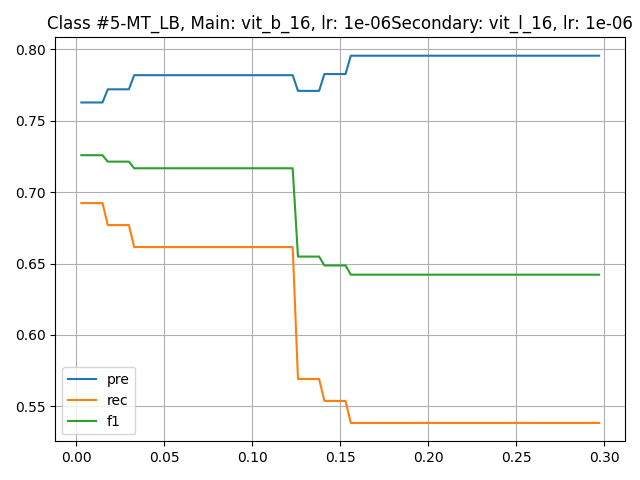 Class #5-MT_LB, Main: vit_b_16, lr: 1e-06Secondary: vit_l_16, lr: 1e-06
0.80
0.75
0.70
0.65
0.60
0.55
pre
rec
f1
0.00 0.05 0.10 0.15 0.20 0.25 0.30